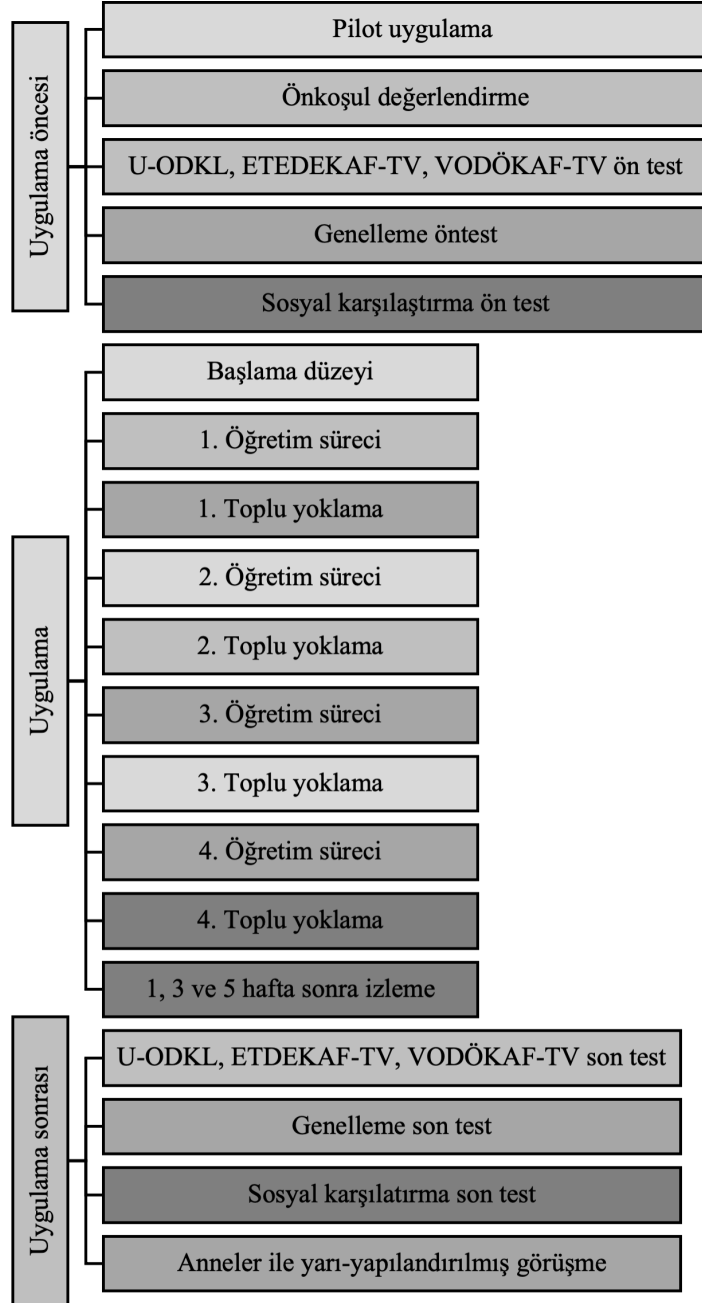 Uygulama öncesi
Pilot uygulama
Önkoşul değerlendirme
U-ODKL, ETEDEKAF-TV, VODÖKAF-TV ön test
Genelleme öntest
Sosyal karşılaştırma ön test
Uygulama
Başlama düzeyi
1. Öğretim süreci
1. Toplu yoklama
2. Öğretim süreci
2. Toplu yoklama
3. Öğretim süreci
3. Toplu yoklama
4. Öğretim süreci
4. Toplu yoklama
1, 3 ve 5 hafta sonra izleme
Uygulama sonrası
U-ODKL, ETDEKAF-TV, VODÖKAF-TV son test
Genelleme son test
Sosyal karşılatırma son test
Anneler ile yarı-yapılandırılmış görüşme